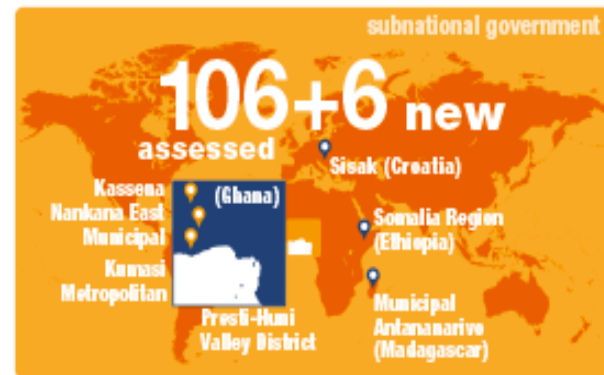 subnational government
106+6 new
assessed
Sisak (Croatia)
Kassena
Nankana East
Municipal
(Ghana)
Kumasi
Metropolitan
Presti-Huni
Valley District
Somalia Region
(Ethiopia)
Municipal
Antananarivo
(Madagascar)